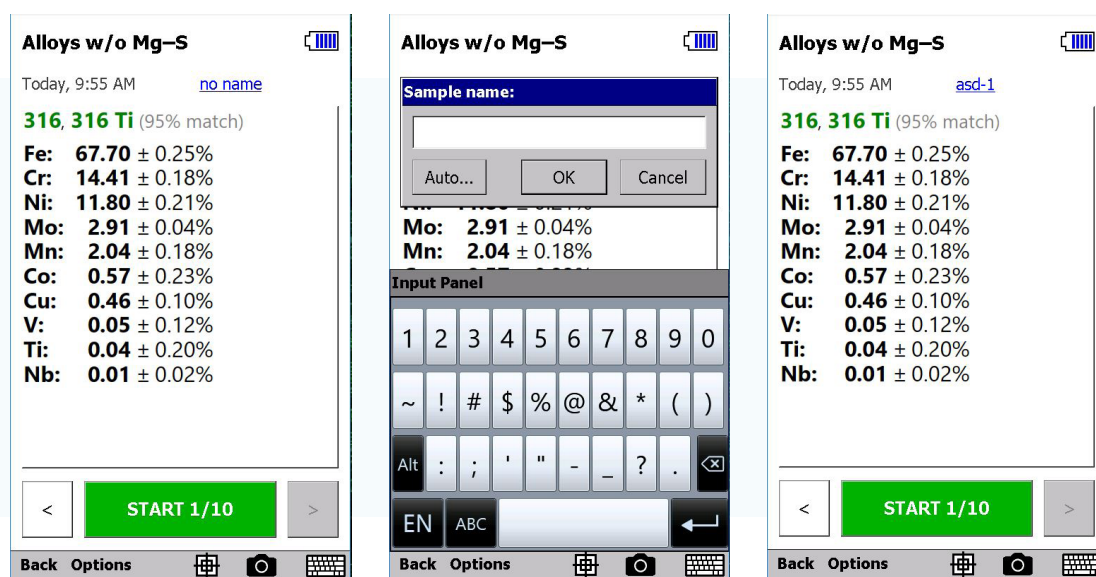 Alloys w/o Mg–S
Today, 9:55 AM no name
316, 316 Ti (95% match)
Fe: 67.70 ± 0.25%
Cr: 14.41 ± 0.18%
Ni: 11.80 ± 0.21%
Mo: 2.91 ± 0.04%
Mn: 2.04 ± 0.18%
Co: 0.57 ± 0.23%
Cu: 0.46 ± 0.10%
V: 0.05 ± 0.12%
Ti: 0.04 ± 0.20%
Nb: 0.01 ± 0.02%
< START 1/10 >
Back Options
Alloys w/o Mg–S
Sample name:
Auto... OK Cancel
Mo: 2.91 ± 0.04%
Mn: 2.04 ± 0.18%
Input Panel
1 2 3 4 5 6 7 8 9 0
~ ! # $ % @ & * ( )
Alt : ; ' " - _ ? .
EN ABC
Back Options
Alloys w/o Mg–S
Today, 9:55 AM asd-1
316, 316 Ti (95% match)
Fe: 67.70 ± 0.25%
Cr: 14.41 ± 0.18%
Ni: 11.80 ± 0.21%
Mo: 2.91 ± 0.04%
Mn: 2.04 ± 0.18%
Co: 0.57 ± 0.23%
Cu: 0.46 ± 0.10%
V: 0.05 ± 0.12%
Ti: 0.04 ± 0.20%
Nb: 0.01 ± 0.02%
< START 1/10 >
Back Options